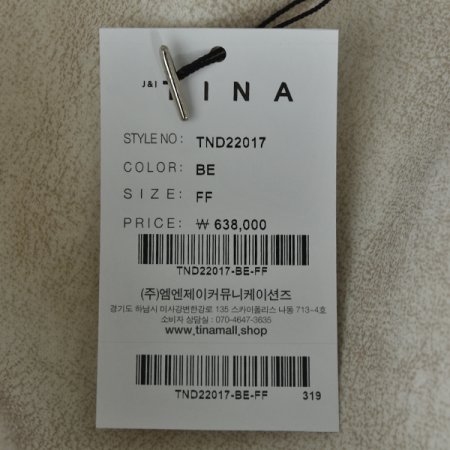 J&I TINA
STYLE NO: TND22017
COLOR: BE
SIZE: FF
PRICE: ₩ 638,000
TND22017-BE-FF
(주)엠엔제이커뮤니케이션즈
경기도 하남시 미사강변한강로 135 스카이폴리스 나동 713-4호
소비자 상담실 : 070-4647-3635
www.tinamall.shop
TND22017-BE-FF 319